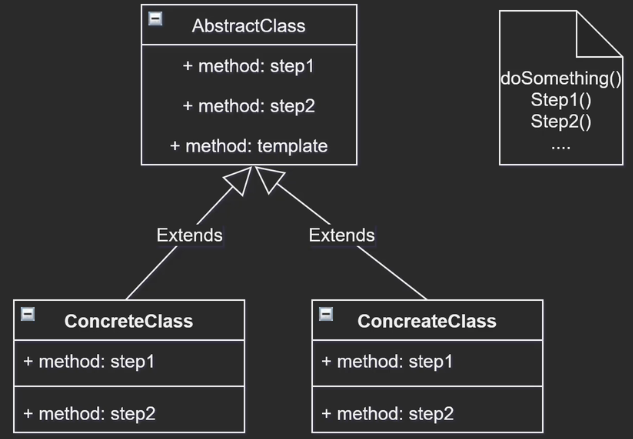 AbstractClass
+ method: step1
+ method: step2
+ method: template
doSomething()
Step1()
Step2()
....
Extends
Extends
ConcreteClass
+ method: step1
+ method: step2
ConcreateClass
+ method: step1
+ method: step2